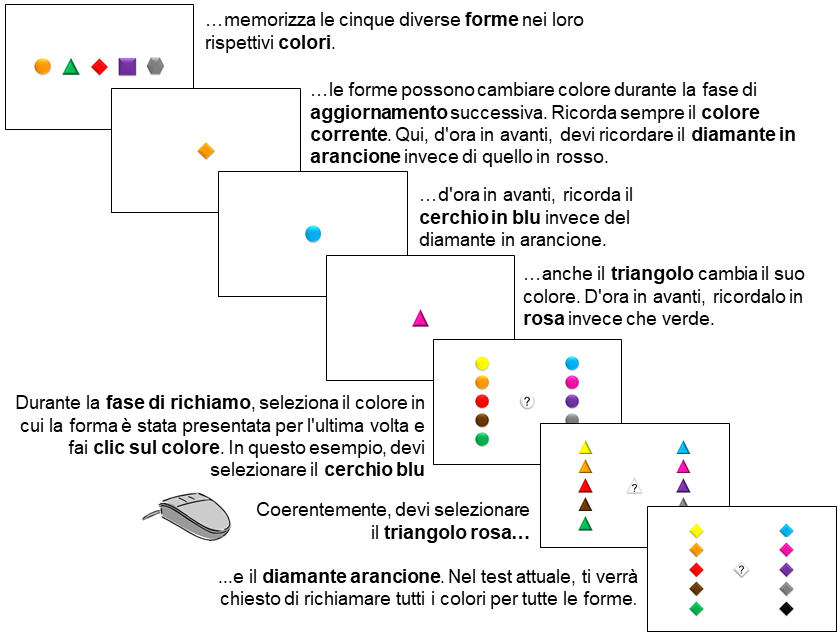 …memorizza le cinque diverse forme nei loro
rispettivi colori.
…le forme possono cambiare colore durante la fase di
aggiornamento successiva. Ricorda sempre il colore
corrente. Qui, d'ora in avanti, devi ricordare il diamante in
arancione invece di quello in rosso.
…d'ora in avanti, ricorda il
cerchio in blu invece del
diamante in arancione.
…anche il triangolo cambia il suo
colore. D'ora in avanti, ricordalo in
rosa invece che verde.
?
Durante la fase di richiamo, seleziona il colore in
cui la forma è stata presentata per l'ultima volta e
fai clic sul colore. In questo esempio, devi
selezionare il cerchio blu
?
Coerentemente, devi selezionare
il triangolo rosa…
?
...e il diamante arancione. Nel test attuale, ti verrà
chiesto di richiamare tutti i colori per tutte le forme.